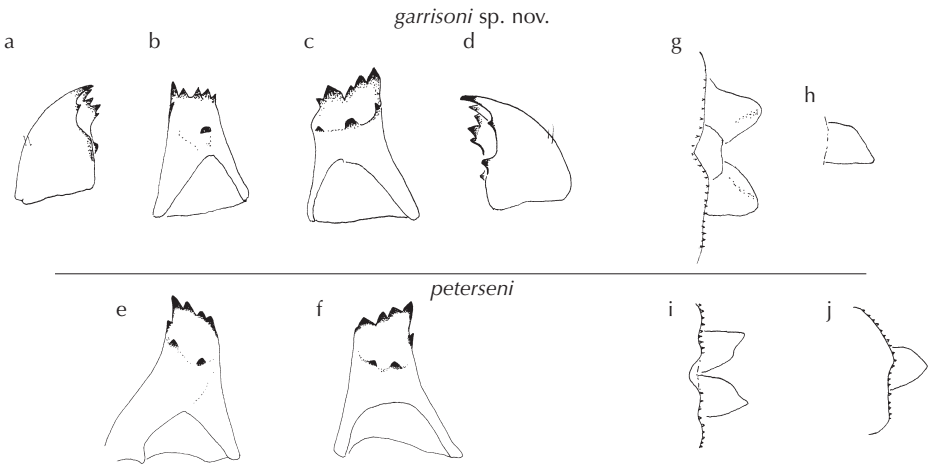 garrisoni sp. nov.
a b c d g
h
peterseni
e f i j